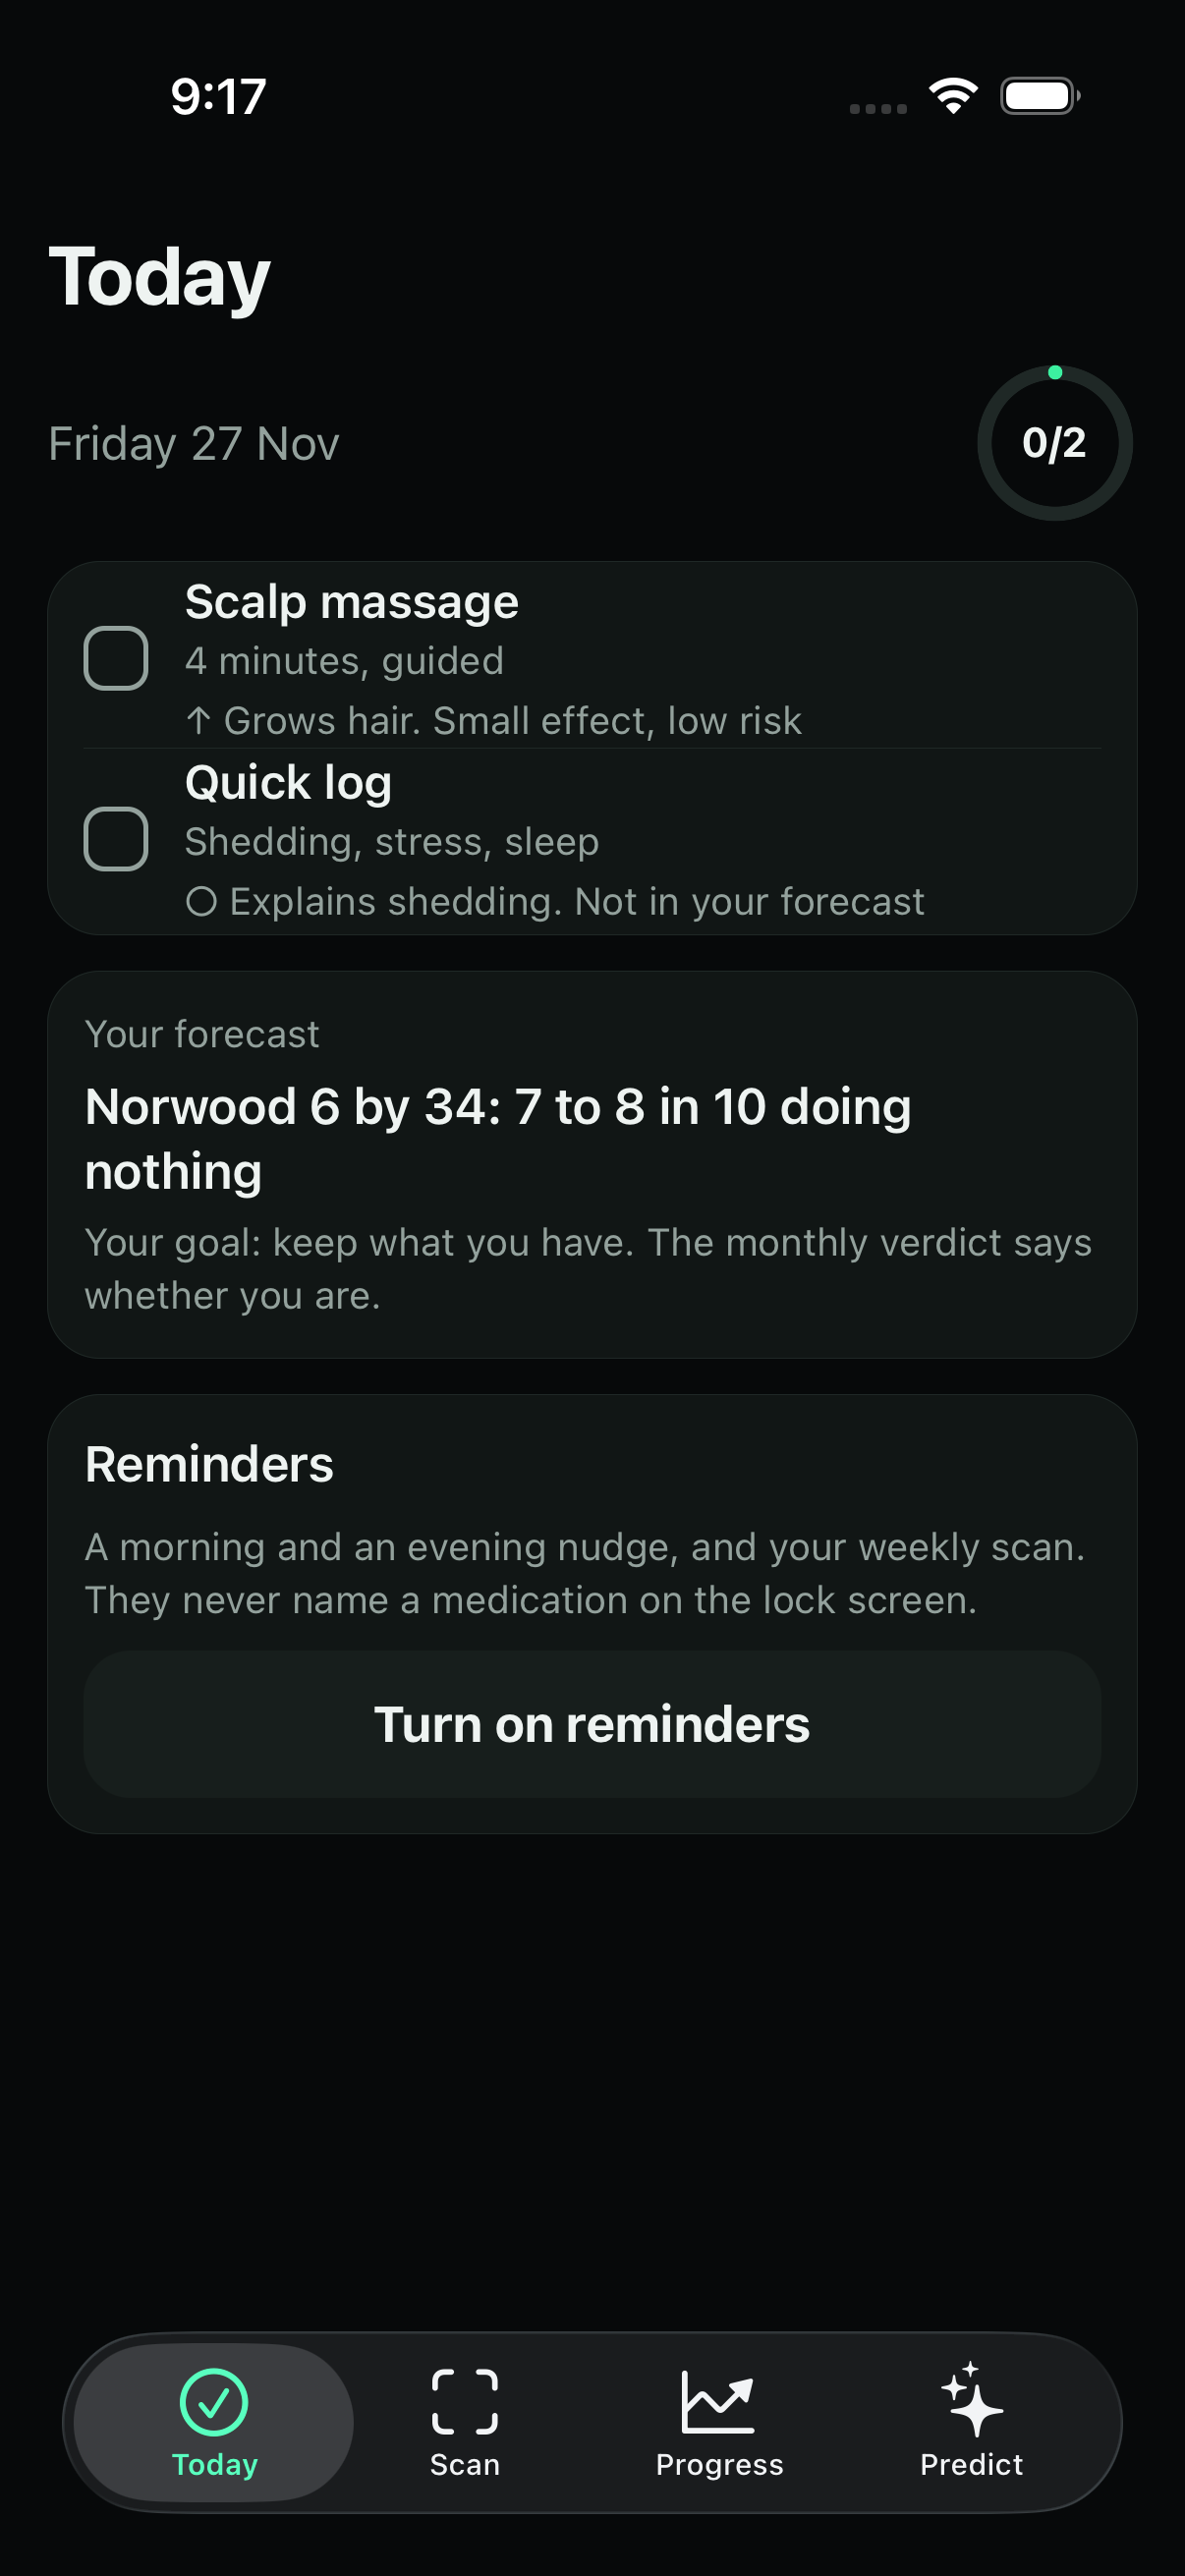 9:17
Today
Friday 27 Nov
0/2
Scalp massage
4 minutes, guided
↑ Grows hair. Small effect, low risk
Quick log
Shedding, stress, sleep
○ Explains shedding. Not in your forecast
Your forecast
Norwood 6 by 34: 7 to 8 in 10 doing
nothing
Your goal: keep what you have. The monthly verdict says
whether you are.
Reminders
A morning and an evening nudge, and your weekly scan.
They never name a medication on the lock screen.
Turn on reminders
Today
Scan
Progress
Predict